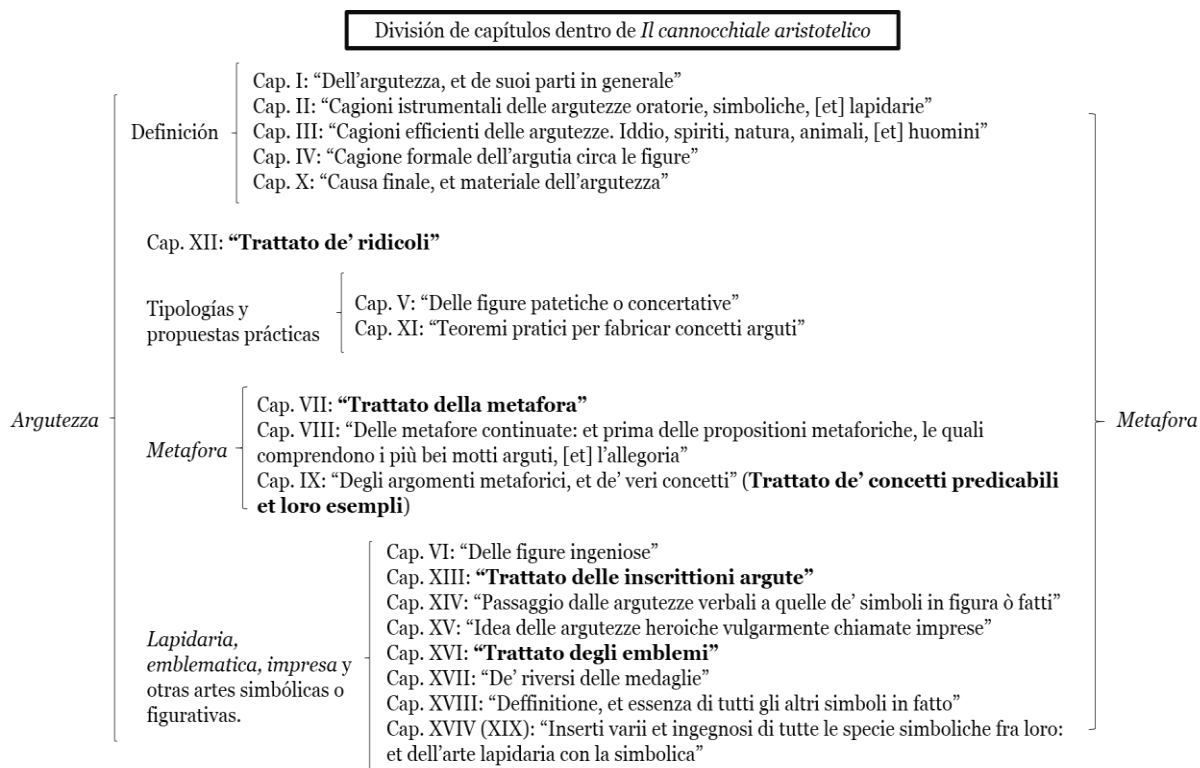 División de capítulos dentro de Il cannocchiale aristotelico
Argutezza
Definición
Cap. I: “Dell’argutezza, et de suoi parti in generale”
Cap. II: “Cagioni istrumentali delle argutezze oratorie, simboliche, [et] lapidarie”
Cap. III: “Cagioni efficienti delle argutezze. Iddio, spiriti, natura, animali, [et] huomini”
Cap. IV: “Cagione formale dell’argutia circa le figure”
Cap. X: “Causa finale, et materiale dell’argutezza”
Cap. XII: “Trattato de’ ridicoli”
Tipologías y
propuestas prácticas
Cap. V: “Delle figure patetiche o concertative”
Cap. XI: “Teoremi pratici per fabricar concetti arguti”
Metafora
Cap. VII: “Trattato della metafora”
Cap. VIII: “Delle metafore continuate: et prima delle propositioni metaforiche, le quali
comprendono i più bei motti arguti, [et] l’allegoria”
Cap. IX: “Degli argomenti metaforici, et de’ veri concetti” (Trattato de’ concetti predicabili
et loro esempli)
Lapidaria,
emblematica, impresa y
otras artes simbólicas o
figurativas.
Cap. VI: “Delle figure ingeniose”
Cap. XIII: “Trattato delle inscrittioni argute”
Cap. XIV: “Passaggio dalle argutezze verbali a quelle de’ simboli in figura ò fatti”
Cap. XV: “Idea delle argutezze heroiche vulgarmente chiamate imprese”
Cap. XVI: “Trattato degli emblemi”
Cap. XVII: “De’ riversi delle medaglie”
Cap. XVIII: “Deffinitione, et essenza di tutti gli altri simboli in fatto”
Cap. XVIV (XIX): “Inserti varii et ingegnosi di tutte le specie simboliche fra loro:
et dell’arte lapidaria con la simbolica”
Metafora